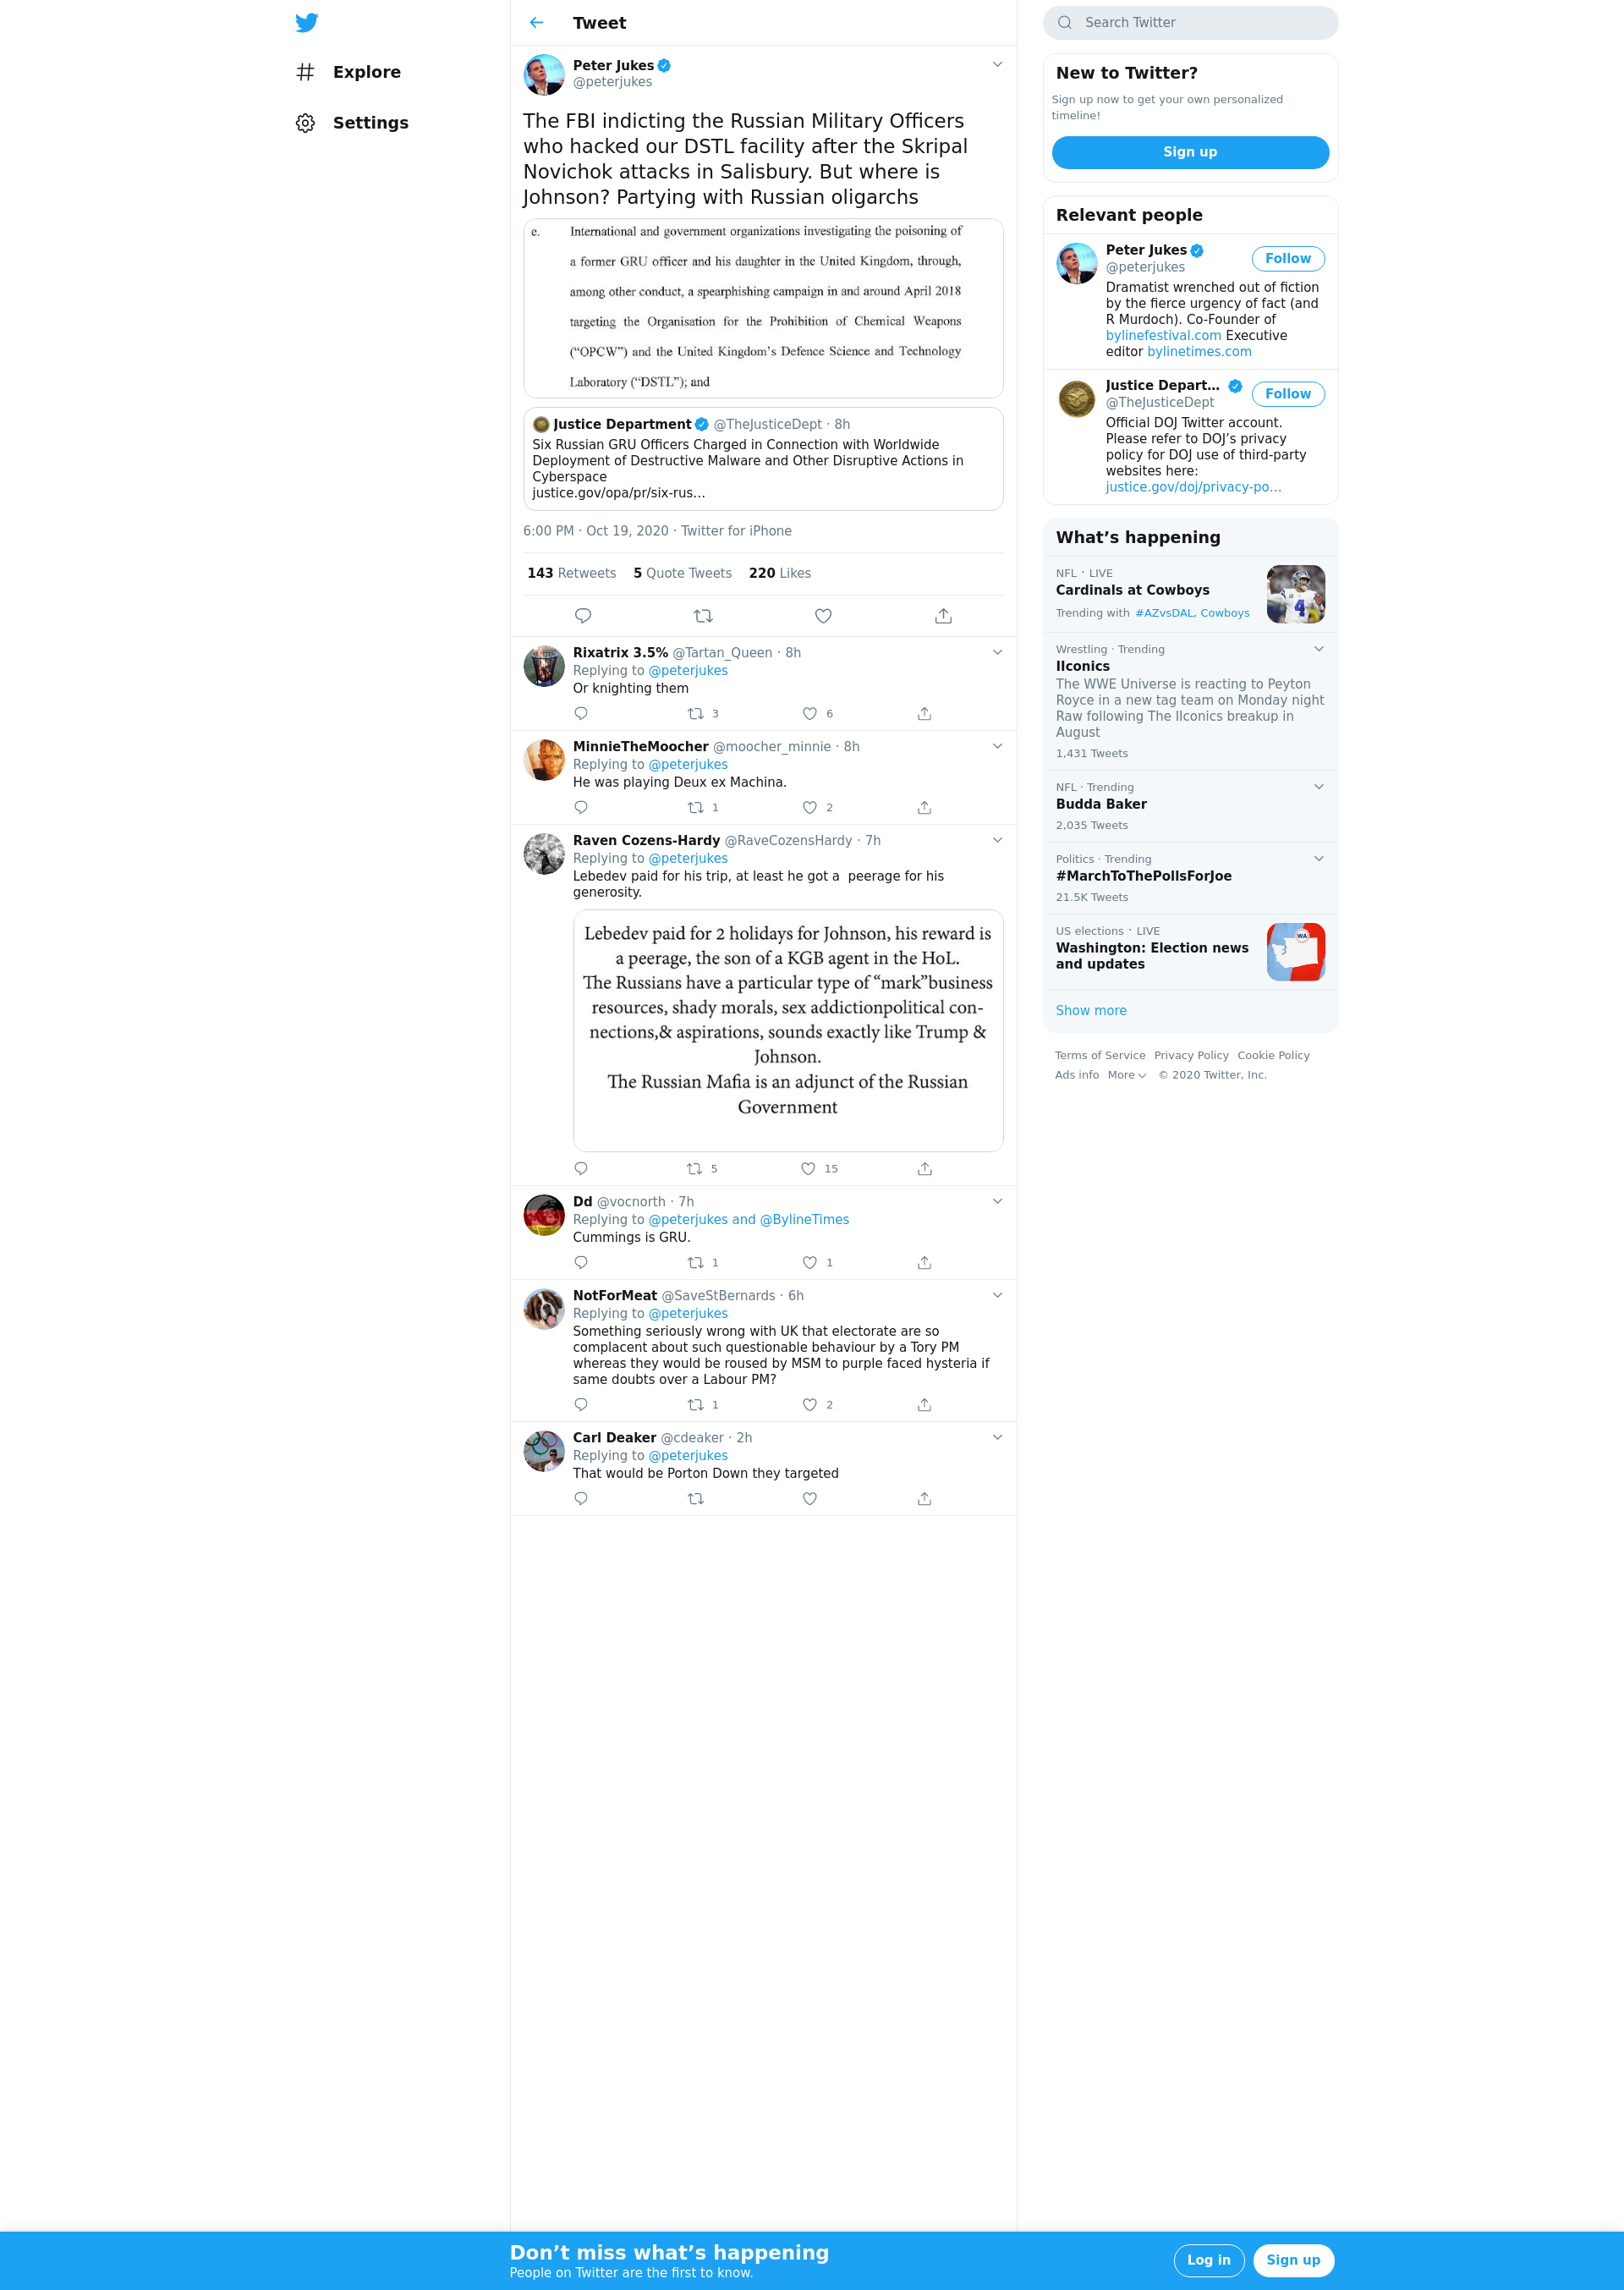 Explore
Settings
Tweet
Peter Jukes
@peterjukes
The FBI indicting the Russian Military Officers
who hacked our DSTL facility after the Skripal
Novichok attacks in Salisbury. But where is
Johnson? Partying with Russian oligarchs
e. International and government organizations investigating the poisoning of
a former GRU officer and his daughter in the United Kingdom, through,
among other conduct, a spearphishing campaign in and around April 2018
targeting the Organisation for the Prohibition of Chemical Weapons
(“OPCW”) and the United Kingdom’s Defence Science and Technology
Laboratory (“DSTL”); and
Justice Department @TheJusticeDept · 8h
Six Russian GRU Officers Charged in Connection with Worldwide
Deployment of Destructive Malware and Other Disruptive Actions in
Cyberspace
justice.gov/opa/pr/six-rus…
6:00 PM · Oct 19, 2020 · Twitter for iPhone
143 Retweets 5 Quote Tweets 220 Likes
Rixatrix 3.5% @Tartan_Queen · 8h
Replying to @peterjukes
Or knighting them
3 6
MinnieTheMoocher @moocher_minnie · 8h
Replying to @peterjukes
He was playing Deux ex Machina.
1 2
Raven Cozens-Hardy @RaveCozensHardy · 7h
Replying to @peterjukes
Lebedev paid for his trip, at least he got a peerage for his
generosity.
Lebedev paid for 2 holidays for Johnson, his reward is
a peerage, the son of a KGB agent in the HoL.
The Russians have a particular type of “mark”business
resources, shady morals, sex addictionpolitical con-
nections,& aspirations, sounds exactly like Trump &
Johnson.
The Russian Mafia is an adjunct of the Russian
Government
5 15
Dd @vocnorth · 7h
Replying to @peterjukes and @BylineTimes
Cummings is GRU.
1 1
NotForMeat @SaveStBernards · 6h
Replying to @peterjukes
Something seriously wrong with UK that electorate are so
complacent about such questionable behaviour by a Tory PM
whereas they would be roused by MSM to purple faced hysteria if
same doubts over a Labour PM?
1 2
Carl Deaker @cdeaker · 2h
Replying to @peterjukes
That would be Porton Down they targeted
Search Twitter
New to Twitter?
Sign up now to get your own personalized
timeline!
Sign up
Relevant people
Peter Jukes
@peterjukes
Follow
Dramatist wrenched out of fiction
by the fierce urgency of fact (and
R Murdoch). Co-Founder of
bylinefestival.com Executive
editor bylinetimes.com
Justice Depart…
@TheJusticeDept
Follow
Official DOJ Twitter account.
Please refer to DOJ’s privacy
policy for DOJ use of third-party
websites here:
justice.gov/doj/privacy-po…
What’s happening
NFL · LIVE
Cardinals at Cowboys
Trending with #AZvsDAL, Cowboys
4
Wrestling · Trending
IIconics
The WWE Universe is reacting to Peyton
Royce in a new tag team on Monday night
Raw following The IIconics breakup in
August
1,431 Tweets
NFL · Trending
Budda Baker
2,035 Tweets
Politics · Trending
#MarchToThePollsForJoe
21.5K Tweets
US elections · LIVE
Washington: Election news
and updates
WA
Show more
Terms of Service Privacy Policy Cookie Policy
Ads info More © 2020 Twitter, Inc.
Don’t miss what’s happening
People on Twitter are the first to know.
Log in
Sign up